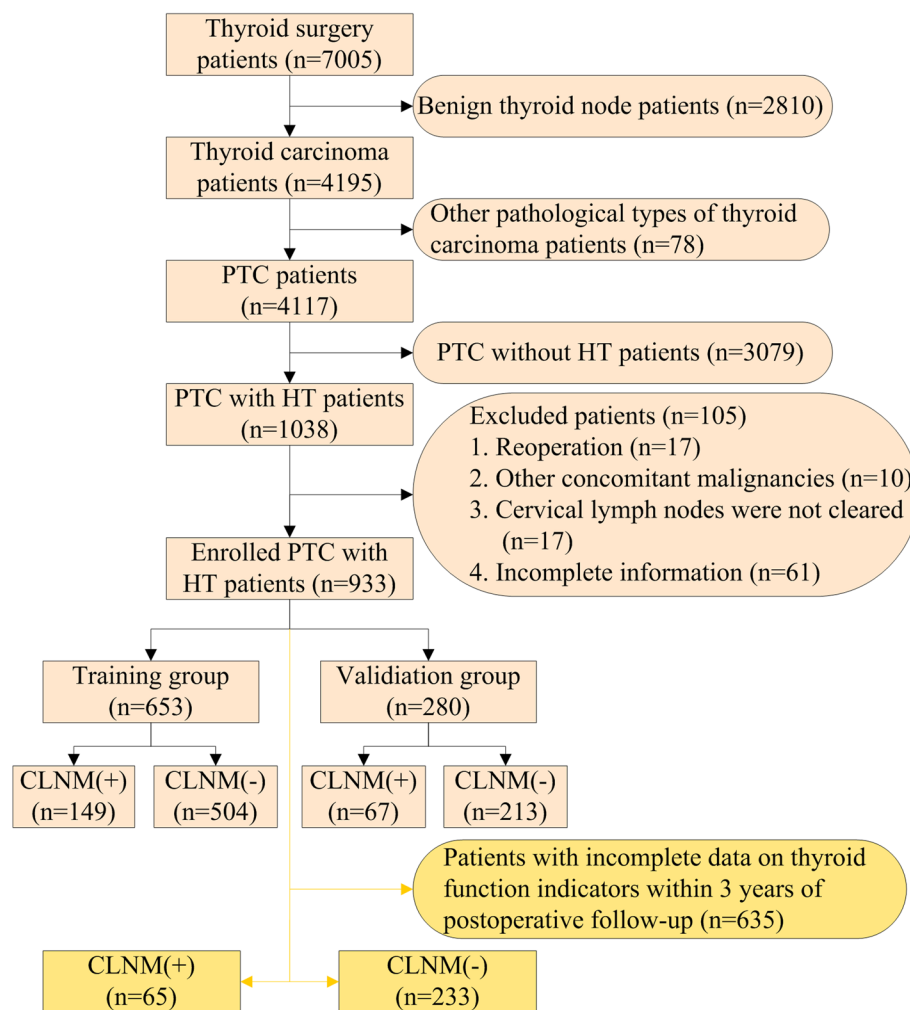 Thyroid surgery
patients (n=7005)
Benign thyroid node patients (n=2810)
Thyroid carcinoma
patients (n=4195)
Other pathological types of thyroid
carcinoma patients (n=78)
PTC patients
(n=4117)
PTC without HT patients (n=3079)
PTC with HT patients
(n=1038)
Excluded patients (n=105)
1. Reoperation (n=17)
2. Other concomitant malignancies (n=10)
3. Cervical lymph nodes were not cleared
(n=17)
4. Incomplete information (n=61)
Enrolled PTC with
HT patients (n=933)
Training group
(n=653)
Validiation group
(n=280)
CLNM(+)
(n=149)
CLNM(-)
(n=504)
CLNM(+)
(n=67)
CLNM(-)
(n=213)
Patients with incomplete data on thyroid
function indicators within 3 years of
postoperative follow-up (n=635)
CLNM(+)
(n=65)
CLNM(-)
(n=233)